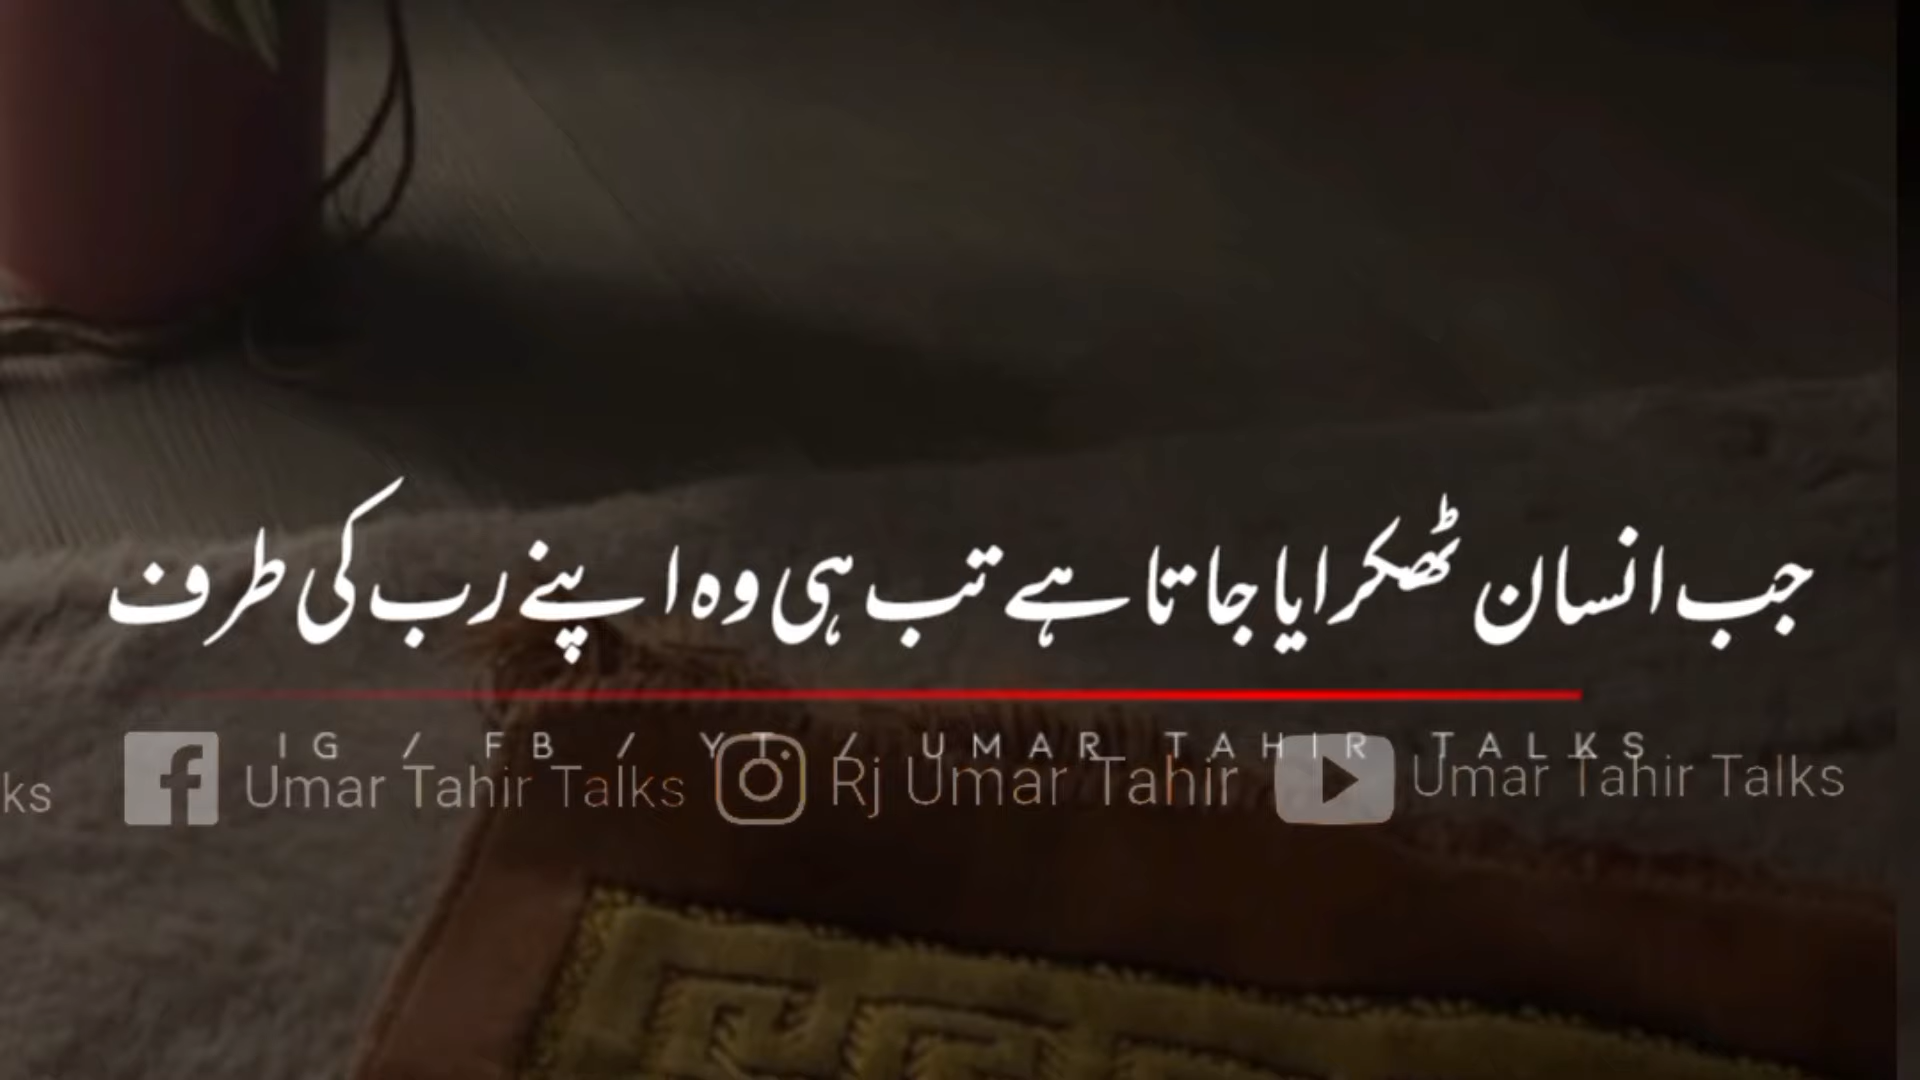 جب انسان ٹھکرایا جاتا ہے تب ہی وہ اپنے رب کی طرف
IG / FB / YT / UMAR TAHIR TALKS
ks Umar Tahir Talks Rj Umar Tahir Umar Tahir Talks